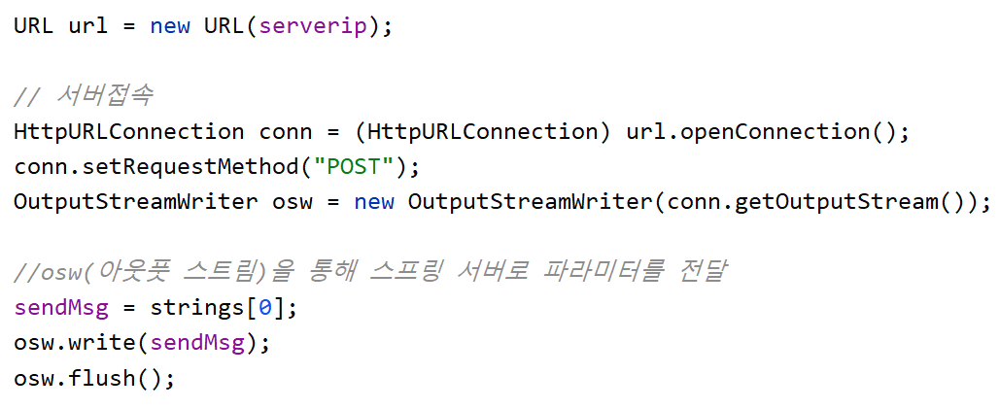 URL url = new URL(serverip);
// 서버접속
HttpURLConnection conn = (HttpURLConnection) url.openConnection();
conn.setRequestMethod("POST");
OutputStreamWriter osw = new OutputStreamWriter(conn.getOutputStream());
//osw(아웃풋 스트림)을 통해 스프링 서버로 파라미터를 전달
sendMsg = strings[0];
osw.write(sendMsg);
osw.flush();